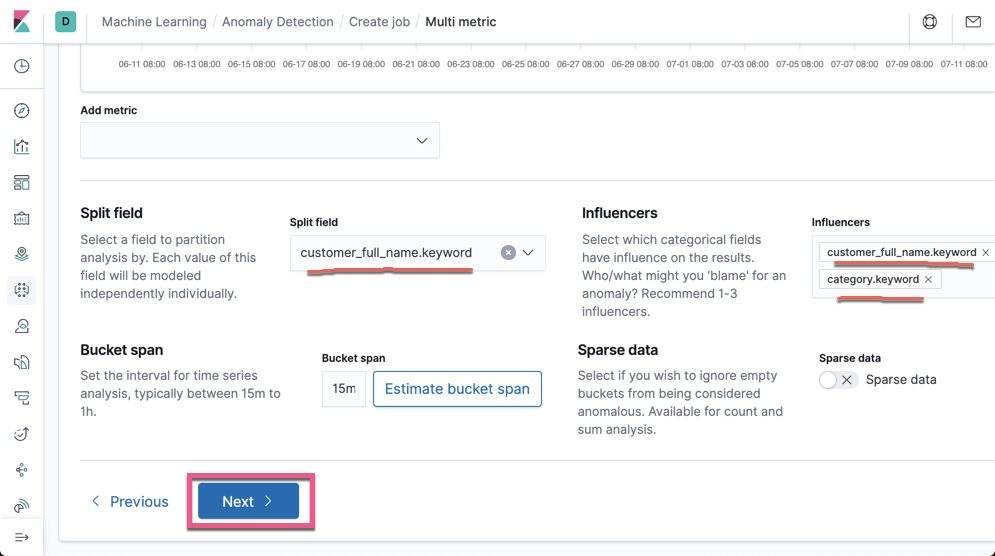 D Machine Learning / Anomaly Detection / Create job / Multi metric
06-11 08:00 06-13 08:00 06-15 08:00 06-17 08:00 06-19 08:00 06-21 08:00 06-23 08:00 06-25 08:00 06-27 08:00 06-29 08:00 07-01 08:00 07-03 08:00 07-05 08:00 07-07 08:00 07-09 08:00 07-11 08:00
Add metric
Split field
Select a field to partition
analysis by. Each value of this
field will be modeled
independently individually.
Split field
customer_full_name.keyword
Influencers
Select which categorical fields
have influence on the results.
Who/what might you 'blame' for an
anomaly? Recommend 1-3
influencers.
Influencers
customer_full_name.keyword
category.keyword
Bucket span
Set the interval for time series
analysis, typically between 15m to
1h.
Bucket span
15m
Estimate bucket span
Sparse data
Select if you wish to ignore empty
buckets from being considered
anomalous. Available for count and
sum analysis.
Sparse data
Sparse data
Previous
Next